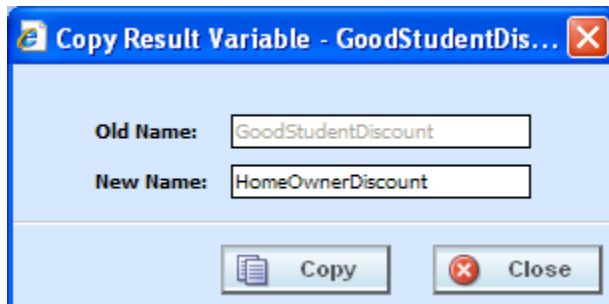 Copy Result Variable - GoodStudentDis...
Old Name: GoodStudentDiscount
New Name: HomeOwnerDiscount
Copy Close